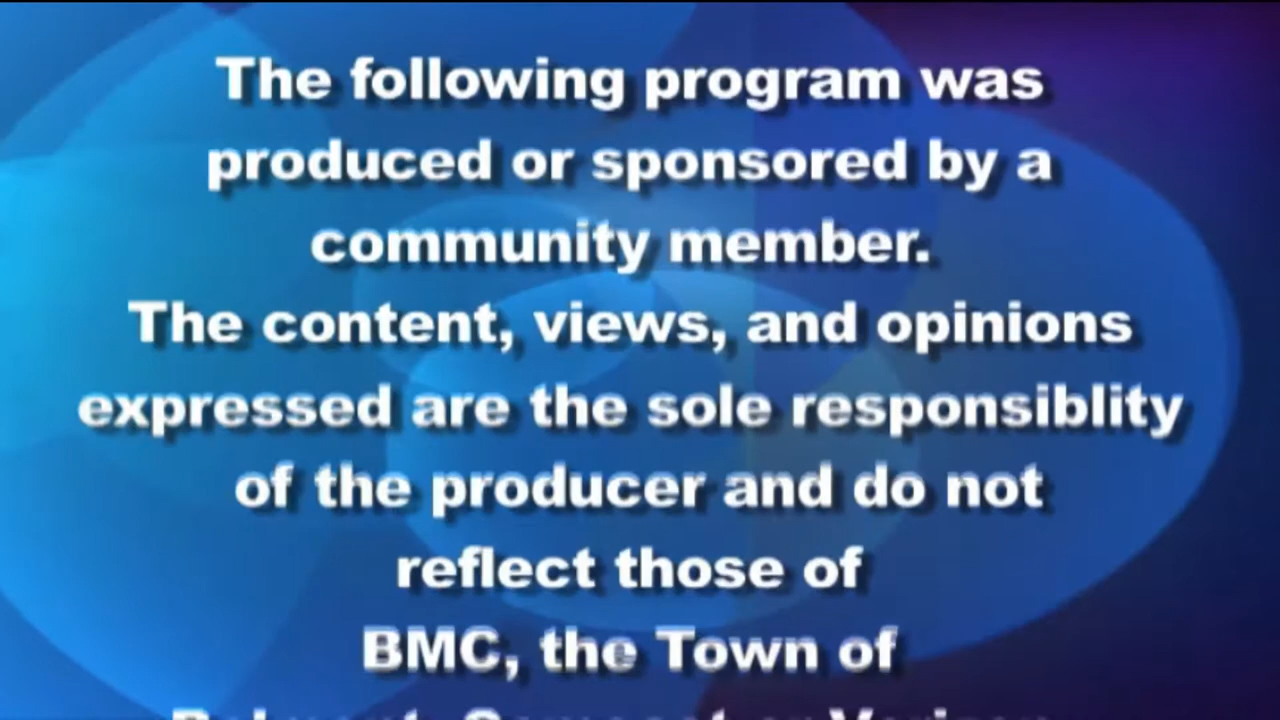 The following program was
produced or sponsored by a
community member.
The content, views, and opinions
expressed are the sole responsiblity
of the producer and do not
reflect those of
BMC, the Town of